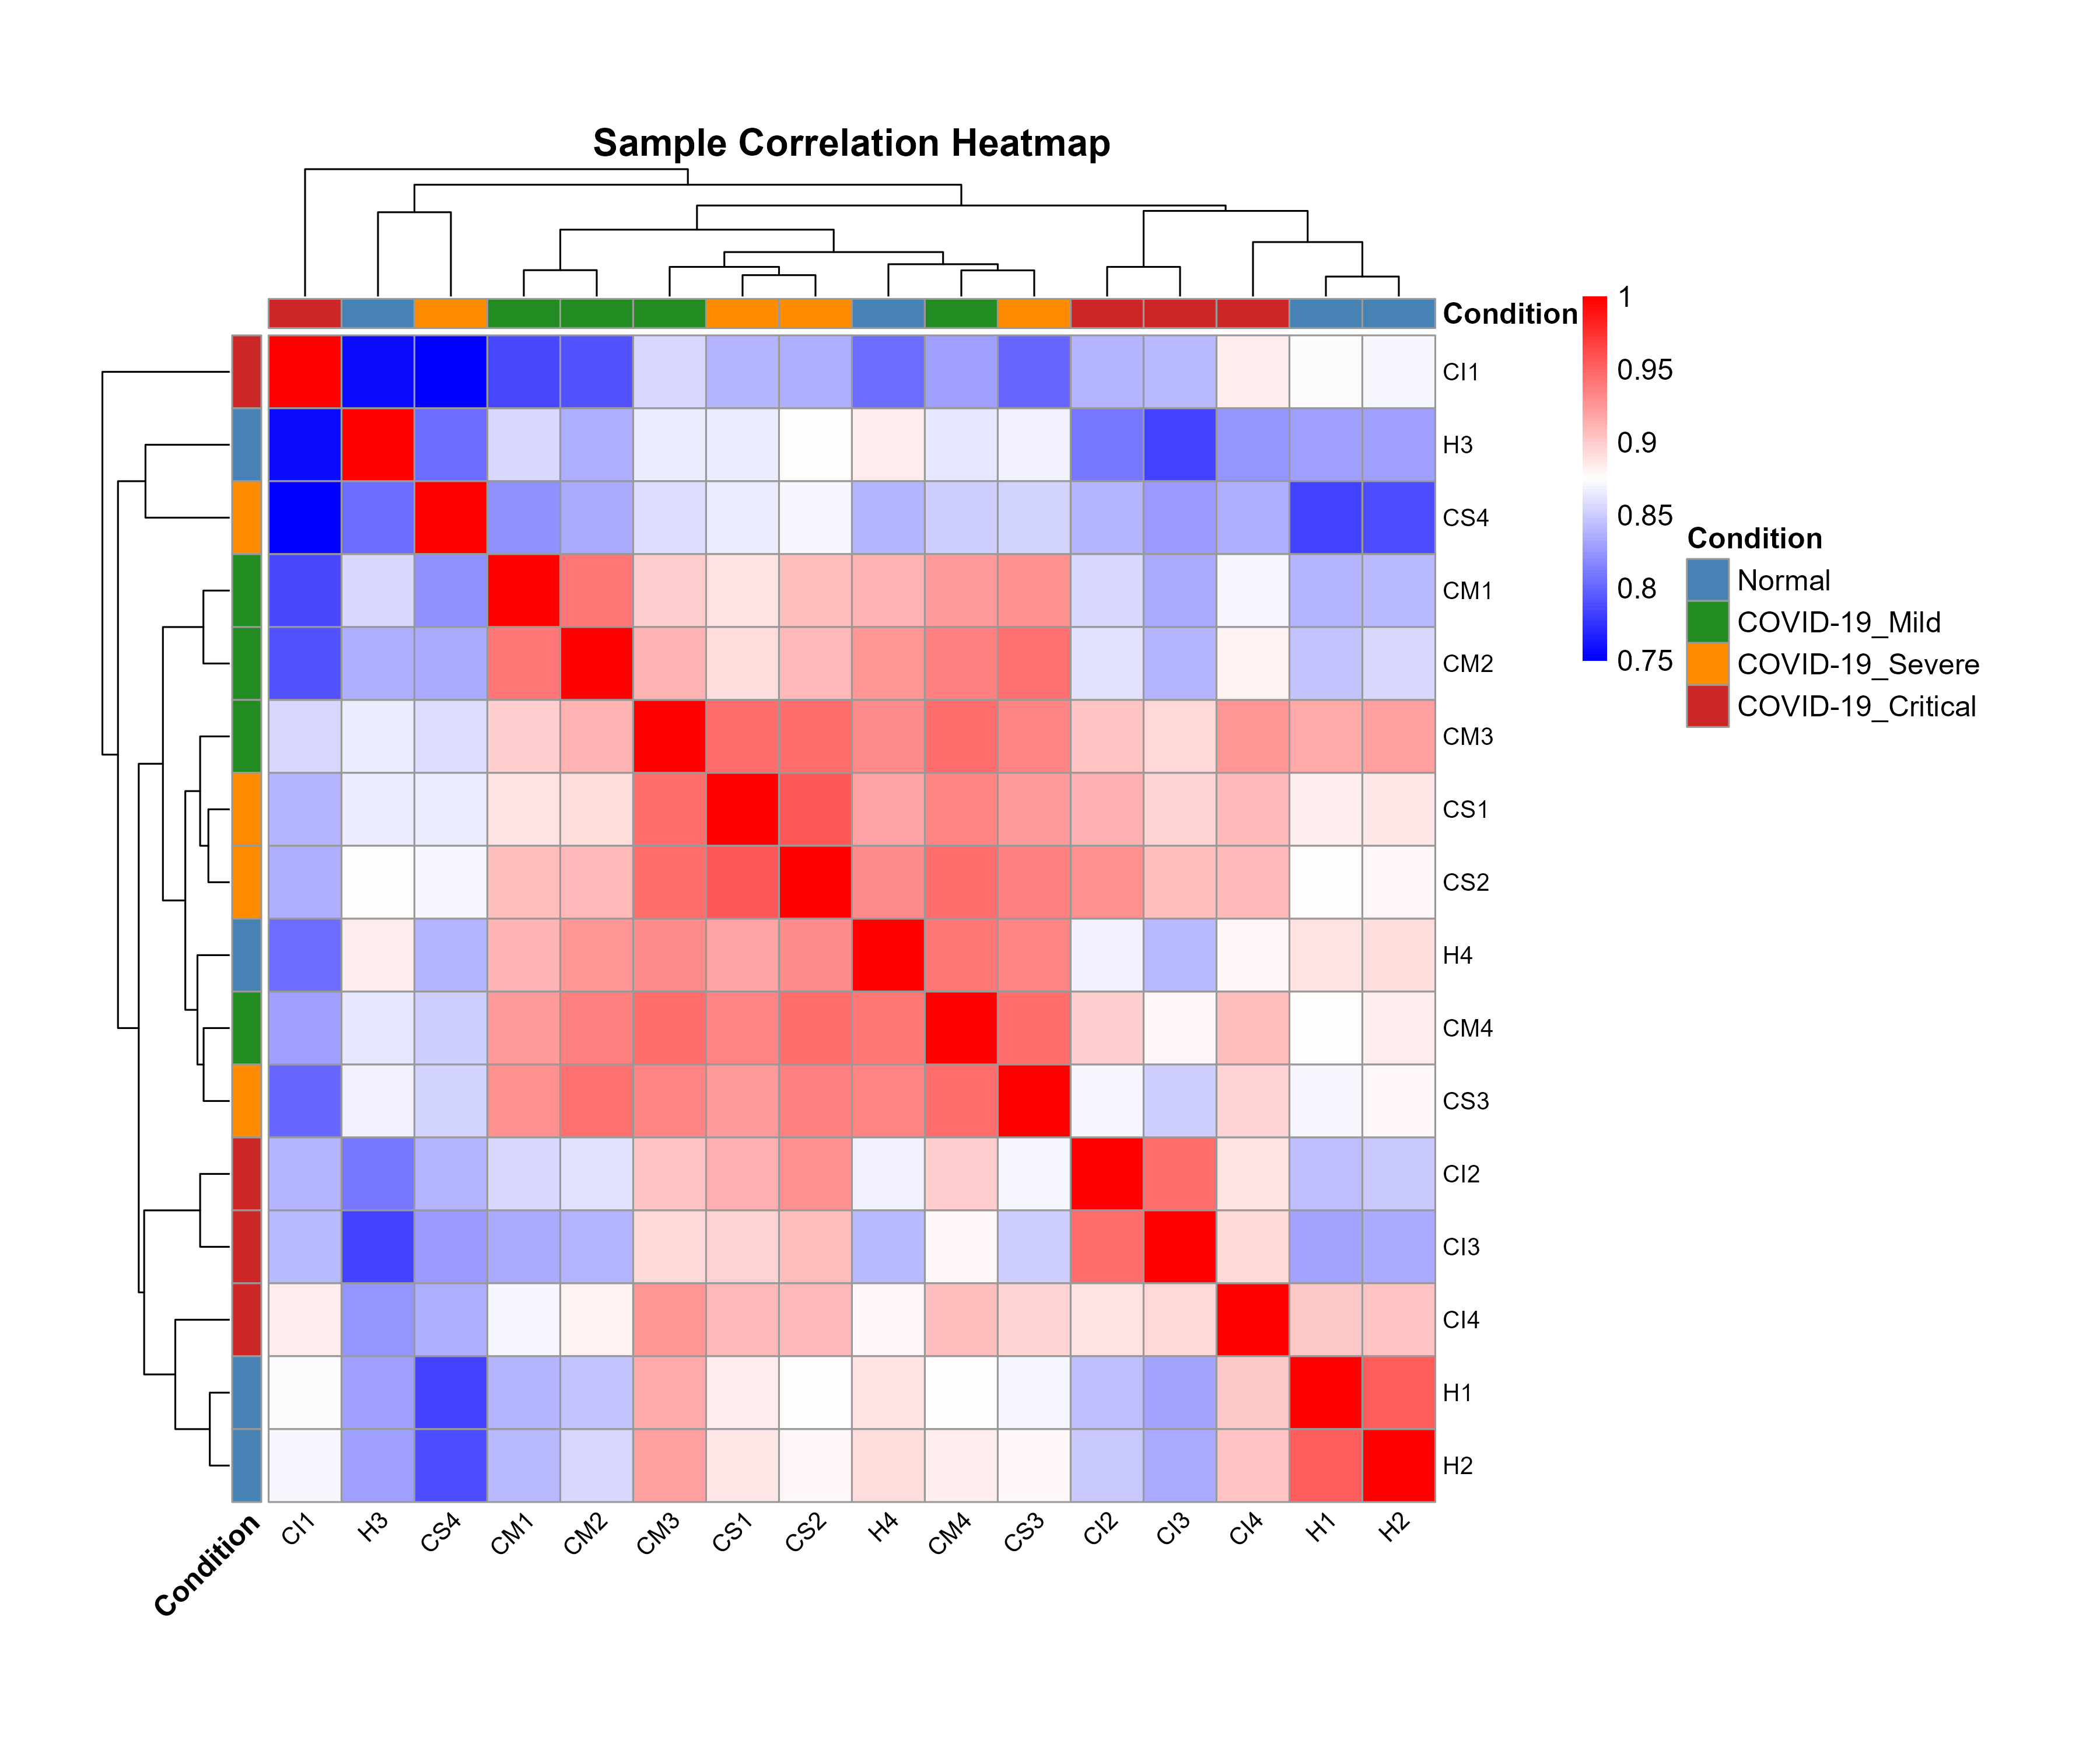 Sample Correlation Heatmap
Condition
1
0.95
0.9
0.85
0.8
0.75
CI1
H3
CS4
CM1
CM2
CM3
CS1
CS2
H4
CM4
CS3
CI2
CI3
CI4
H1
H2
Condition
Normal
COVID-19_Mild
COVID-19_Severe
COVID-19_Critical
Condition
CI1
H3
CS4
CM1
CM2
CM3
CS1
CS2
H4
CM4
CS3
CI2
CI3
CI4
H1
H2